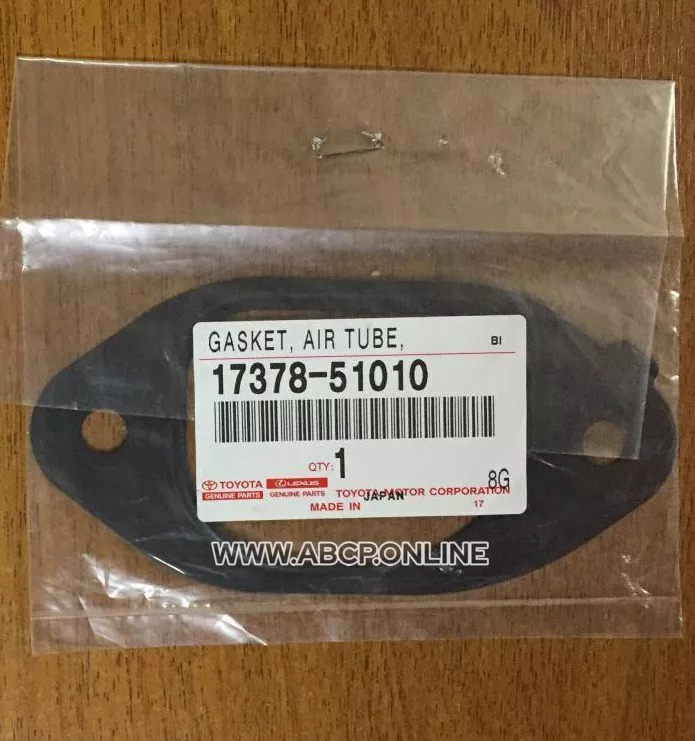 GASKET, AIR TUBE,
BI
17378-51010
QTY: 1
8G
TOYOTA
GENUINE PARTS
LEXUS
GENUINE PARTS
TOYOTA MOTOR CORPORATION
MADE IN JAPAN
17
WWW.ABCP.ONLINE